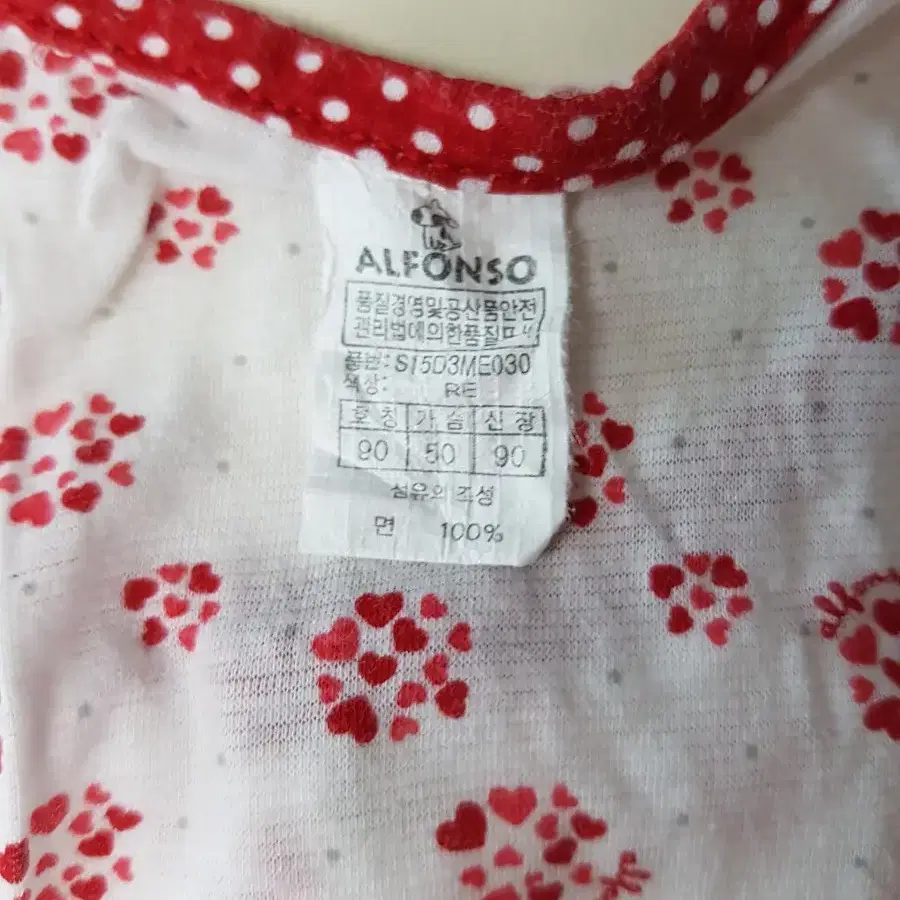 ALFONSO
품질경영및공산품안전
관리법에의한품질표시
품번: S15D3ME030
색상: RE
호칭 가슴 신장
90 50 90
섬유의 조성
면 100%
alfons